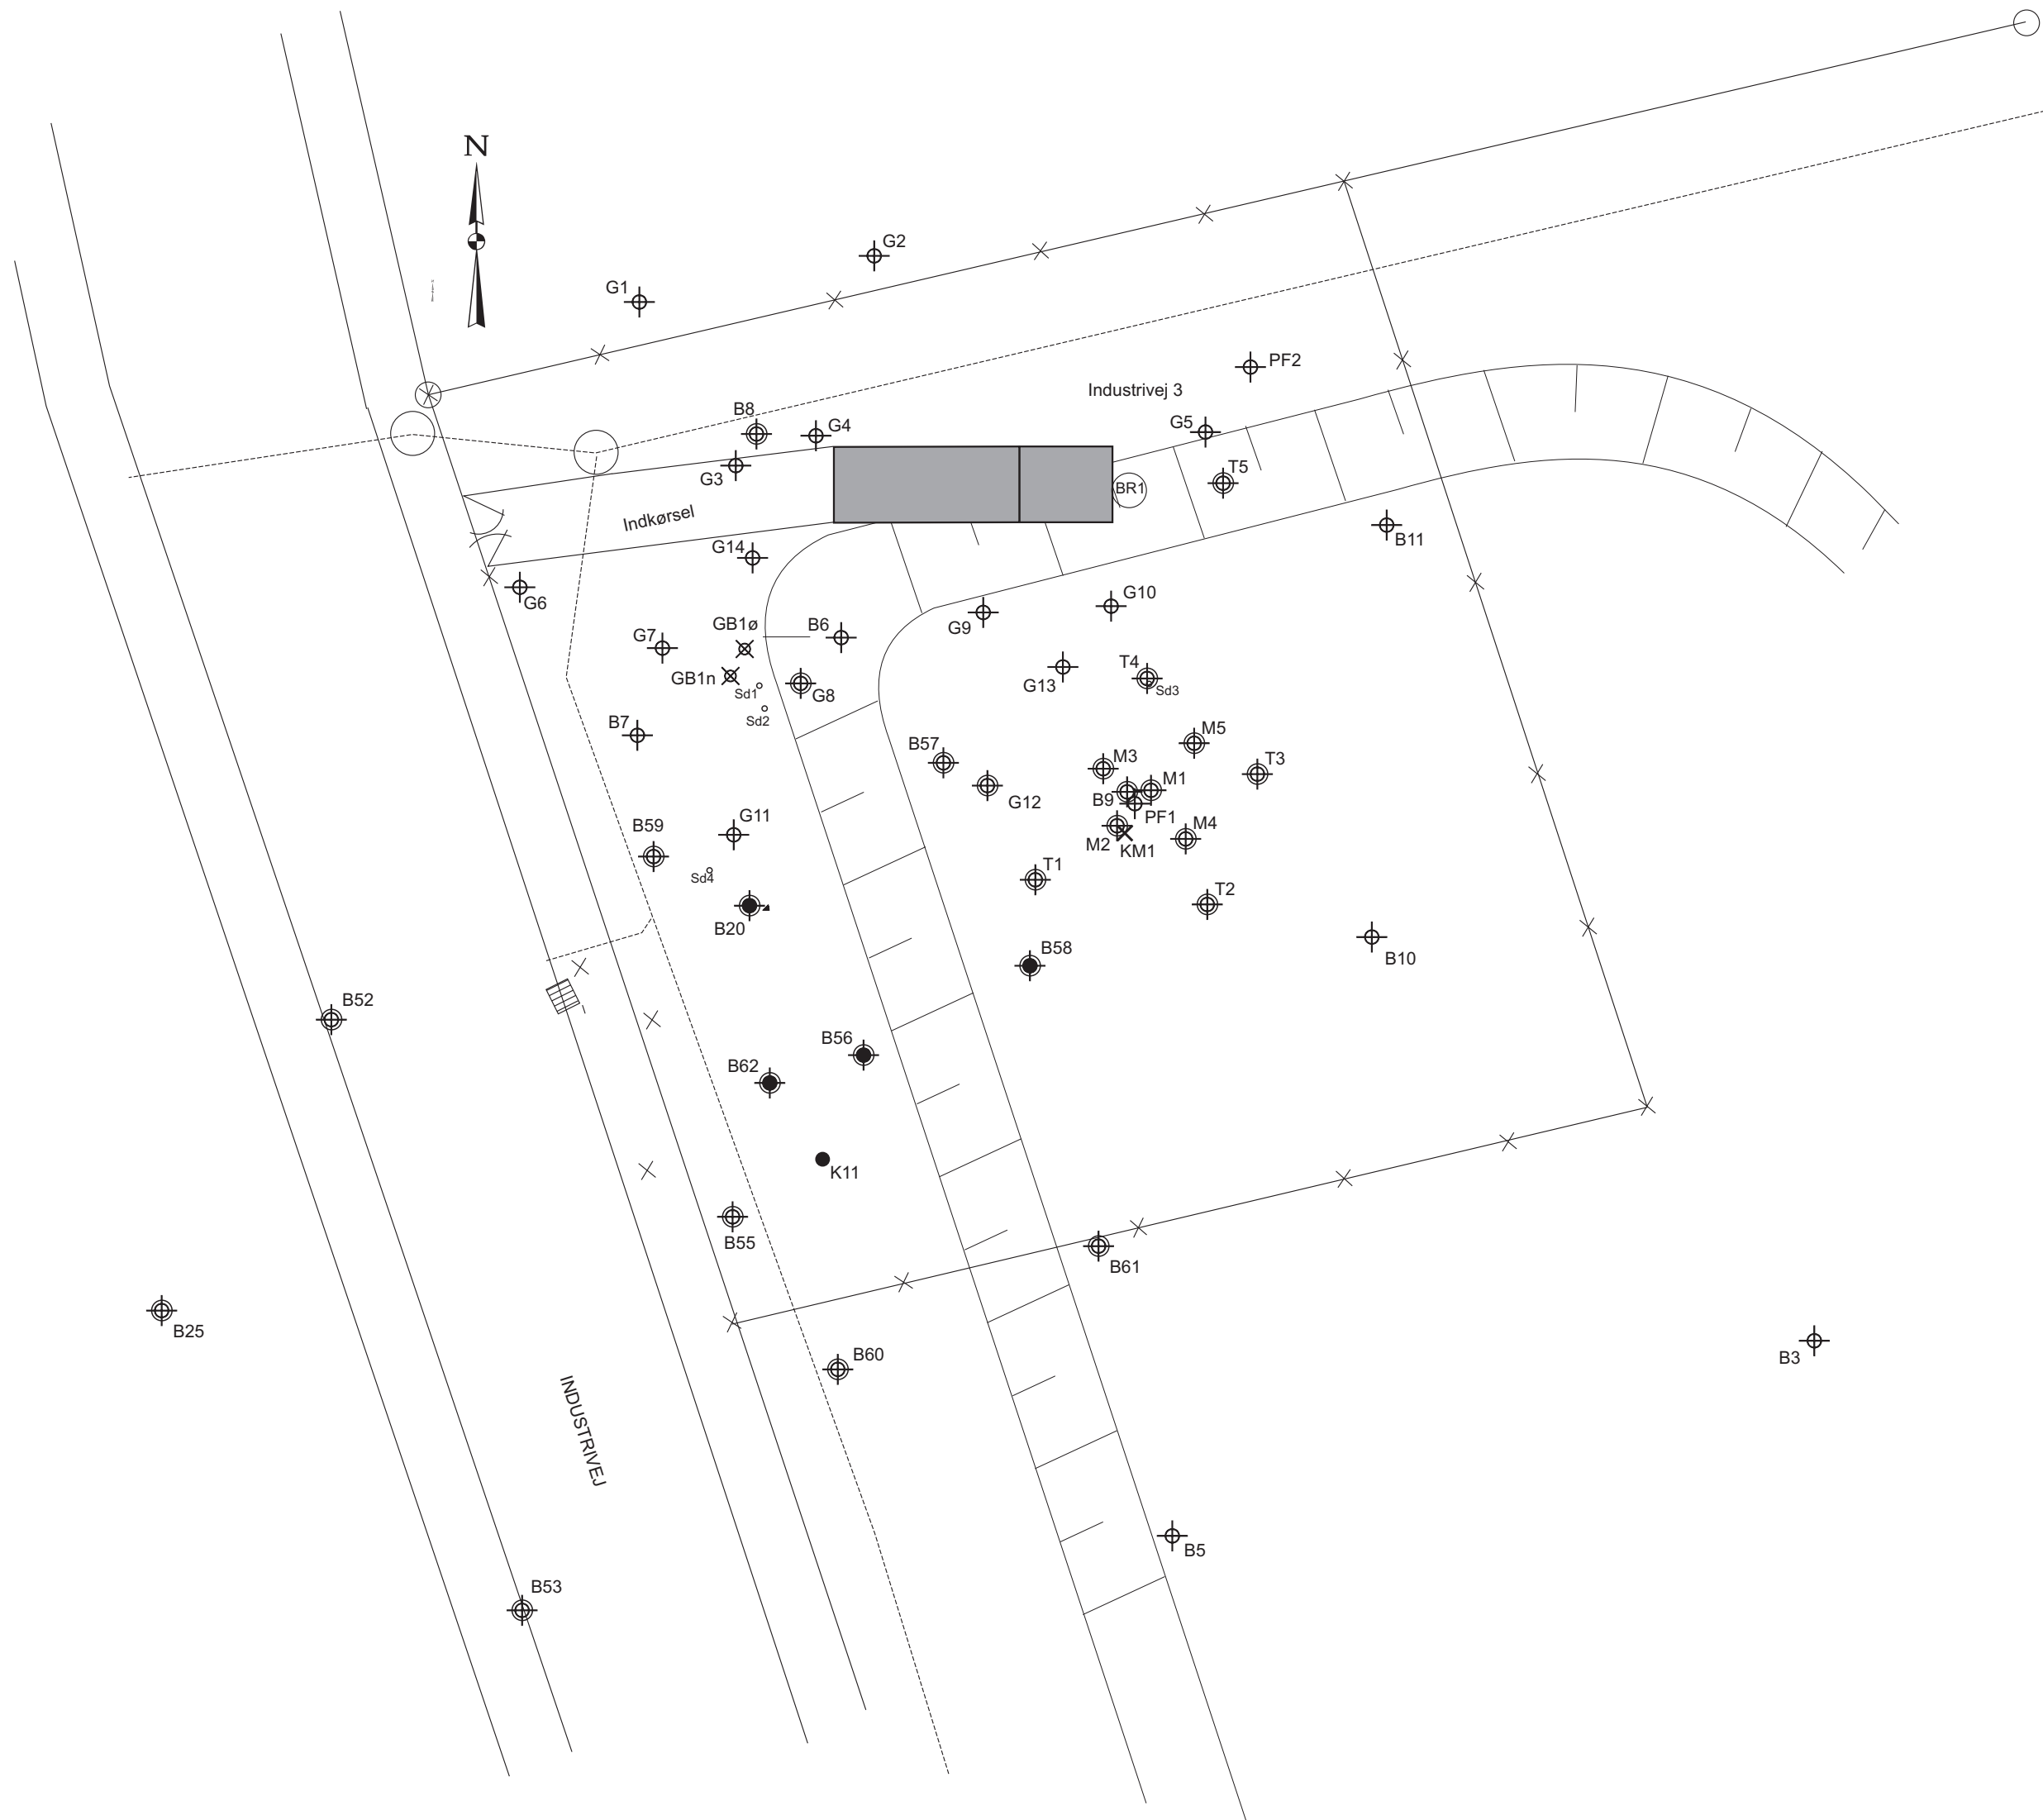 N
G2
G1
PF2
Industrivej 3
B8
G4
G5
G3
T5
BR1
Indkørsel
B11
G14
G6
G10
G9
GB1ø
B6
G7
T4
GB1n
Sd1
G8
G13
Sd3
Sd2
B7
M5
B57
M3
T3
M1
B9
G12
G11
PF1
B59
M4
M2
KM1
T1
Sd4
T2
B20
B58
B10
B52
B56
B62
K11
B55
B61
B25
B60
B3
INDUSTRIVEJ
B5
B53